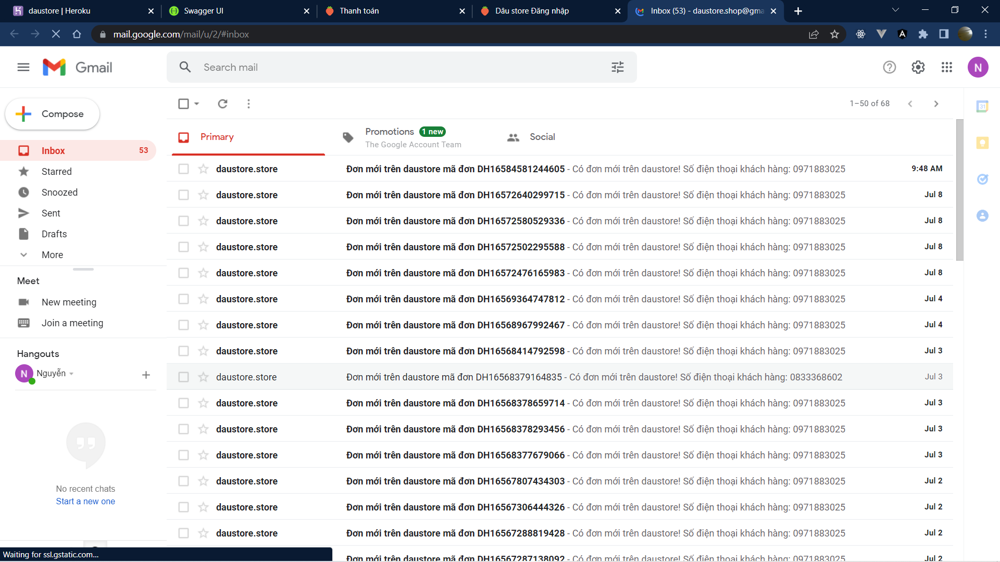 daustore | Heroku
Swagger UI
Thanh toán
Dâu store Đăng nhập
Inbox (53) - daustore.shop@gma
mail.google.com/mail/u/2/#inbox
Gmail
Search mail
N
Compose
1–50 of 68
31
Primary
Promotions 1 new
The Google Account Team
Social
Inbox 53
Starred
Snoozed
Sent
Drafts
More
Meet
New meeting
Join a meeting
Hangouts
N Nguyễn
No recent chats
Start a new one
daustore.store Đơn mới trên daustore mã đơn DH16584581244605 - Có đơn mới trên daustore! Số điện thoại khách hàng: 0971883025 9:48 AM
daustore.store Đơn mới trên daustore mã đơn DH16572640299715 - Có đơn mới trên daustore! Số điện thoại khách hàng: 0971883025 Jul 8
daustore.store Đơn mới trên daustore mã đơn DH16572580529336 - Có đơn mới trên daustore! Số điện thoại khách hàng: 0971883025 Jul 8
daustore.store Đơn mới trên daustore mã đơn DH16572502295588 - Có đơn mới trên daustore! Số điện thoại khách hàng: 0971883025 Jul 8
daustore.store Đơn mới trên daustore mã đơn DH16572476165983 - Có đơn mới trên daustore! Số điện thoại khách hàng: 0971883025 Jul 8
daustore.store Đơn mới trên daustore mã đơn DH16569364747812 - Có đơn mới trên daustore! Số điện thoại khách hàng: 0971883025 Jul 4
daustore.store Đơn mới trên daustore mã đơn DH16568967992467 - Có đơn mới trên daustore! Số điện thoại khách hàng: 0971883025 Jul 4
daustore.store Đơn mới trên daustore mã đơn DH16568414792598 - Có đơn mới trên daustore! Số điện thoại khách hàng: 0971883025 Jul 3
daustore.store Đơn mới trên daustore mã đơn DH16568379164835 - Có đơn mới trên daustore! Số điện thoại khách hàng: 0833368602 Jul 3
daustore.store Đơn mới trên daustore mã đơn DH16568378659714 - Có đơn mới trên daustore! Số điện thoại khách hàng: 0971883025 Jul 3
daustore.store Đơn mới trên daustore mã đơn DH16568378293456 - Có đơn mới trên daustore! Số điện thoại khách hàng: 0971883025 Jul 3
daustore.store Đơn mới trên daustore mã đơn DH16568377679066 - Có đơn mới trên daustore! Số điện thoại khách hàng: 0971883025 Jul 3
daustore.store Đơn mới trên daustore mã đơn DH16567807434303 - Có đơn mới trên daustore! Số điện thoại khách hàng: 0971883025 Jul 2
daustore.store Đơn mới trên daustore mã đơn DH16567306444326 - Có đơn mới trên daustore! Số điện thoại khách hàng: 0971883025 Jul 2
daustore.store Đơn mới trên daustore mã đơn DH16567288819428 - Có đơn mới trên daustore! Số điện thoại khách hàng: 0971883025 Jul 2
Đơn mới trên daustore mã đơn DH16567287138092 - Có đơn mới trên daustore! Số điện thoại khách hàng: 0971883025 Jul 2
Waiting for ssl.gstatic.com...